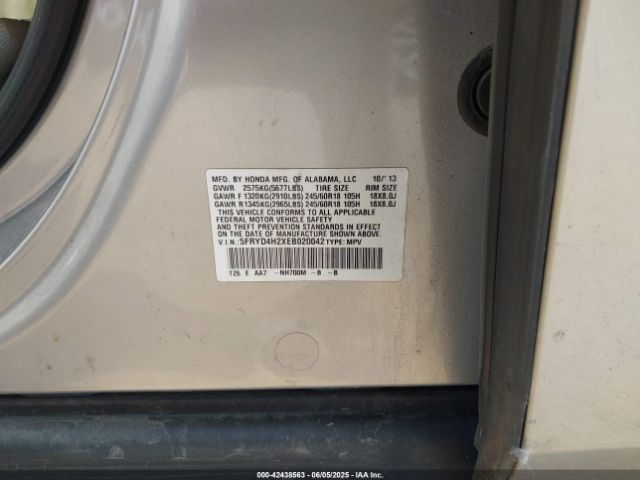 MFD. BY HONDA MFG. OF ALABAMA, LLC 10/'13
GVWR 2575KG(5677LBS) TIRE SIZE RIM SIZE
GAWR F 1320KG(2910LBS) 245/60R18 105H 18X8.0J
GAWR R 1345KG(2965LBS) 245/60R18 105H 18X8.0J
THIS VEHICLE CONFORMS TO ALL APPLICABLE
FEDERAL MOTOR VEHICLE SAFETY
AND THEFT PREVENTION STANDARDS IN EFFECT
ON THE DATE OF MANUFACTURE SHOWN ABOVE.
V.I.N. 5FRYD4H2XEB020042 TYPE: MPV
T26 E AA7 -NH700M -B -B
000-42438563 - 06/05/2025 - IAAI.COM